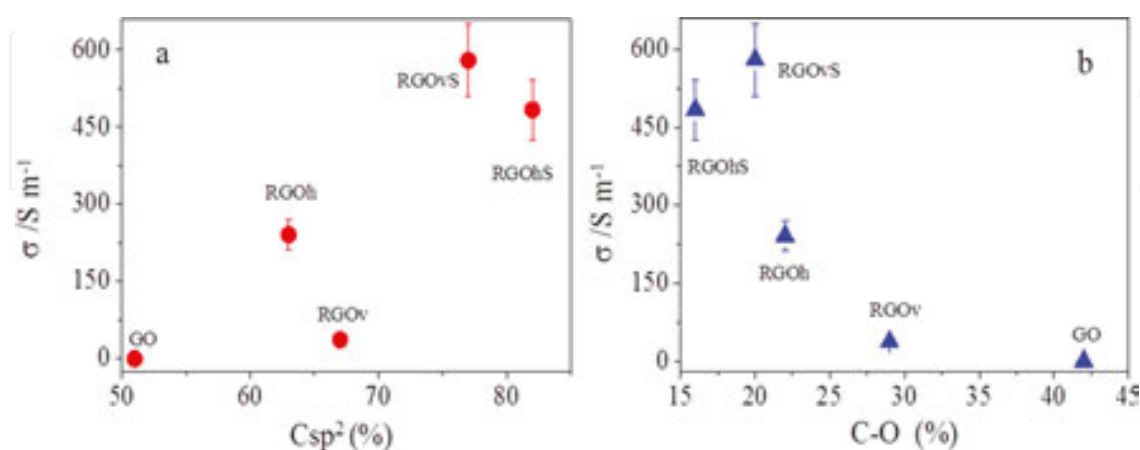 a
600
450
300
150
0
σ /S m⁻¹
RGOvS
RGOhS
RGOh
RGOv
GO
50 60 70 80
Csp² (%)
b
600
450
300
150
0
σ /S m⁻¹
RGOvS
RGOhS
RGOh
RGOv
GO
15 20 25 30 35 40 45
C-O (%)